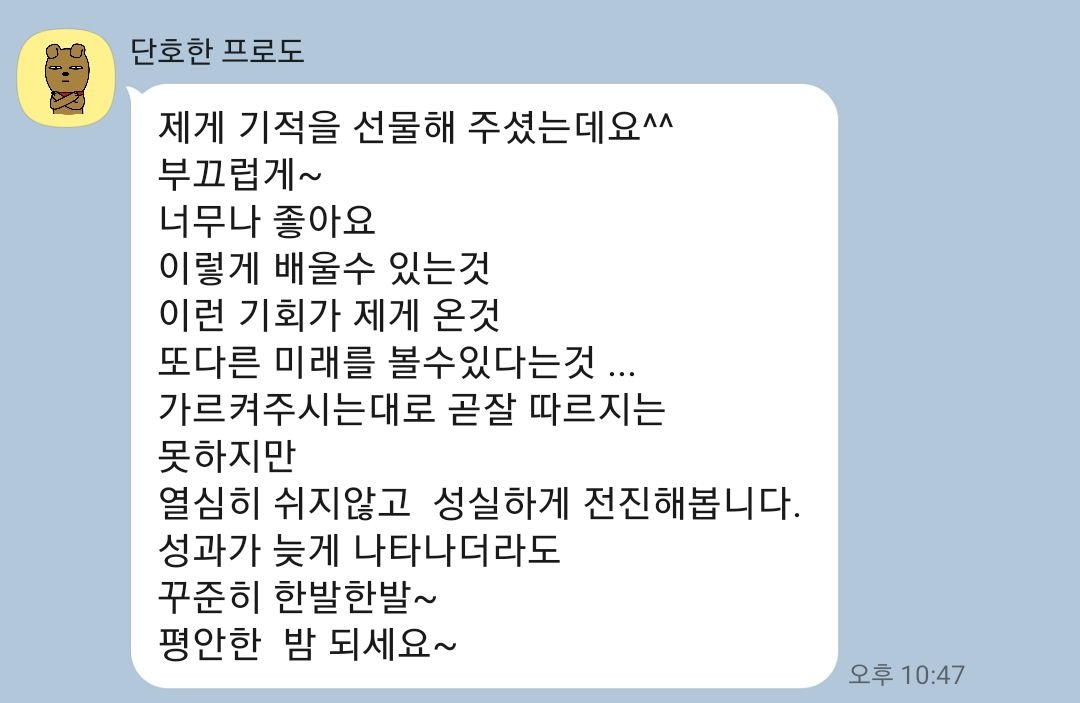 단호한 프로도
제게 기적을 선물해 주셨는데요^^
부끄럽게~
너무나 좋아요
이렇게 배울수 있는것
이런 기회가 제게 온것
또다른 미래를 볼수있다는것 ...
가르켜주시는대로 곧잘 따르지는
못하지만
열심히 쉬지않고  성실하게 전진해봅니다.
성과가 늦게 나타나더라도
꾸준히 한발한발~
평안한  밤 되세요~
오후 10:47